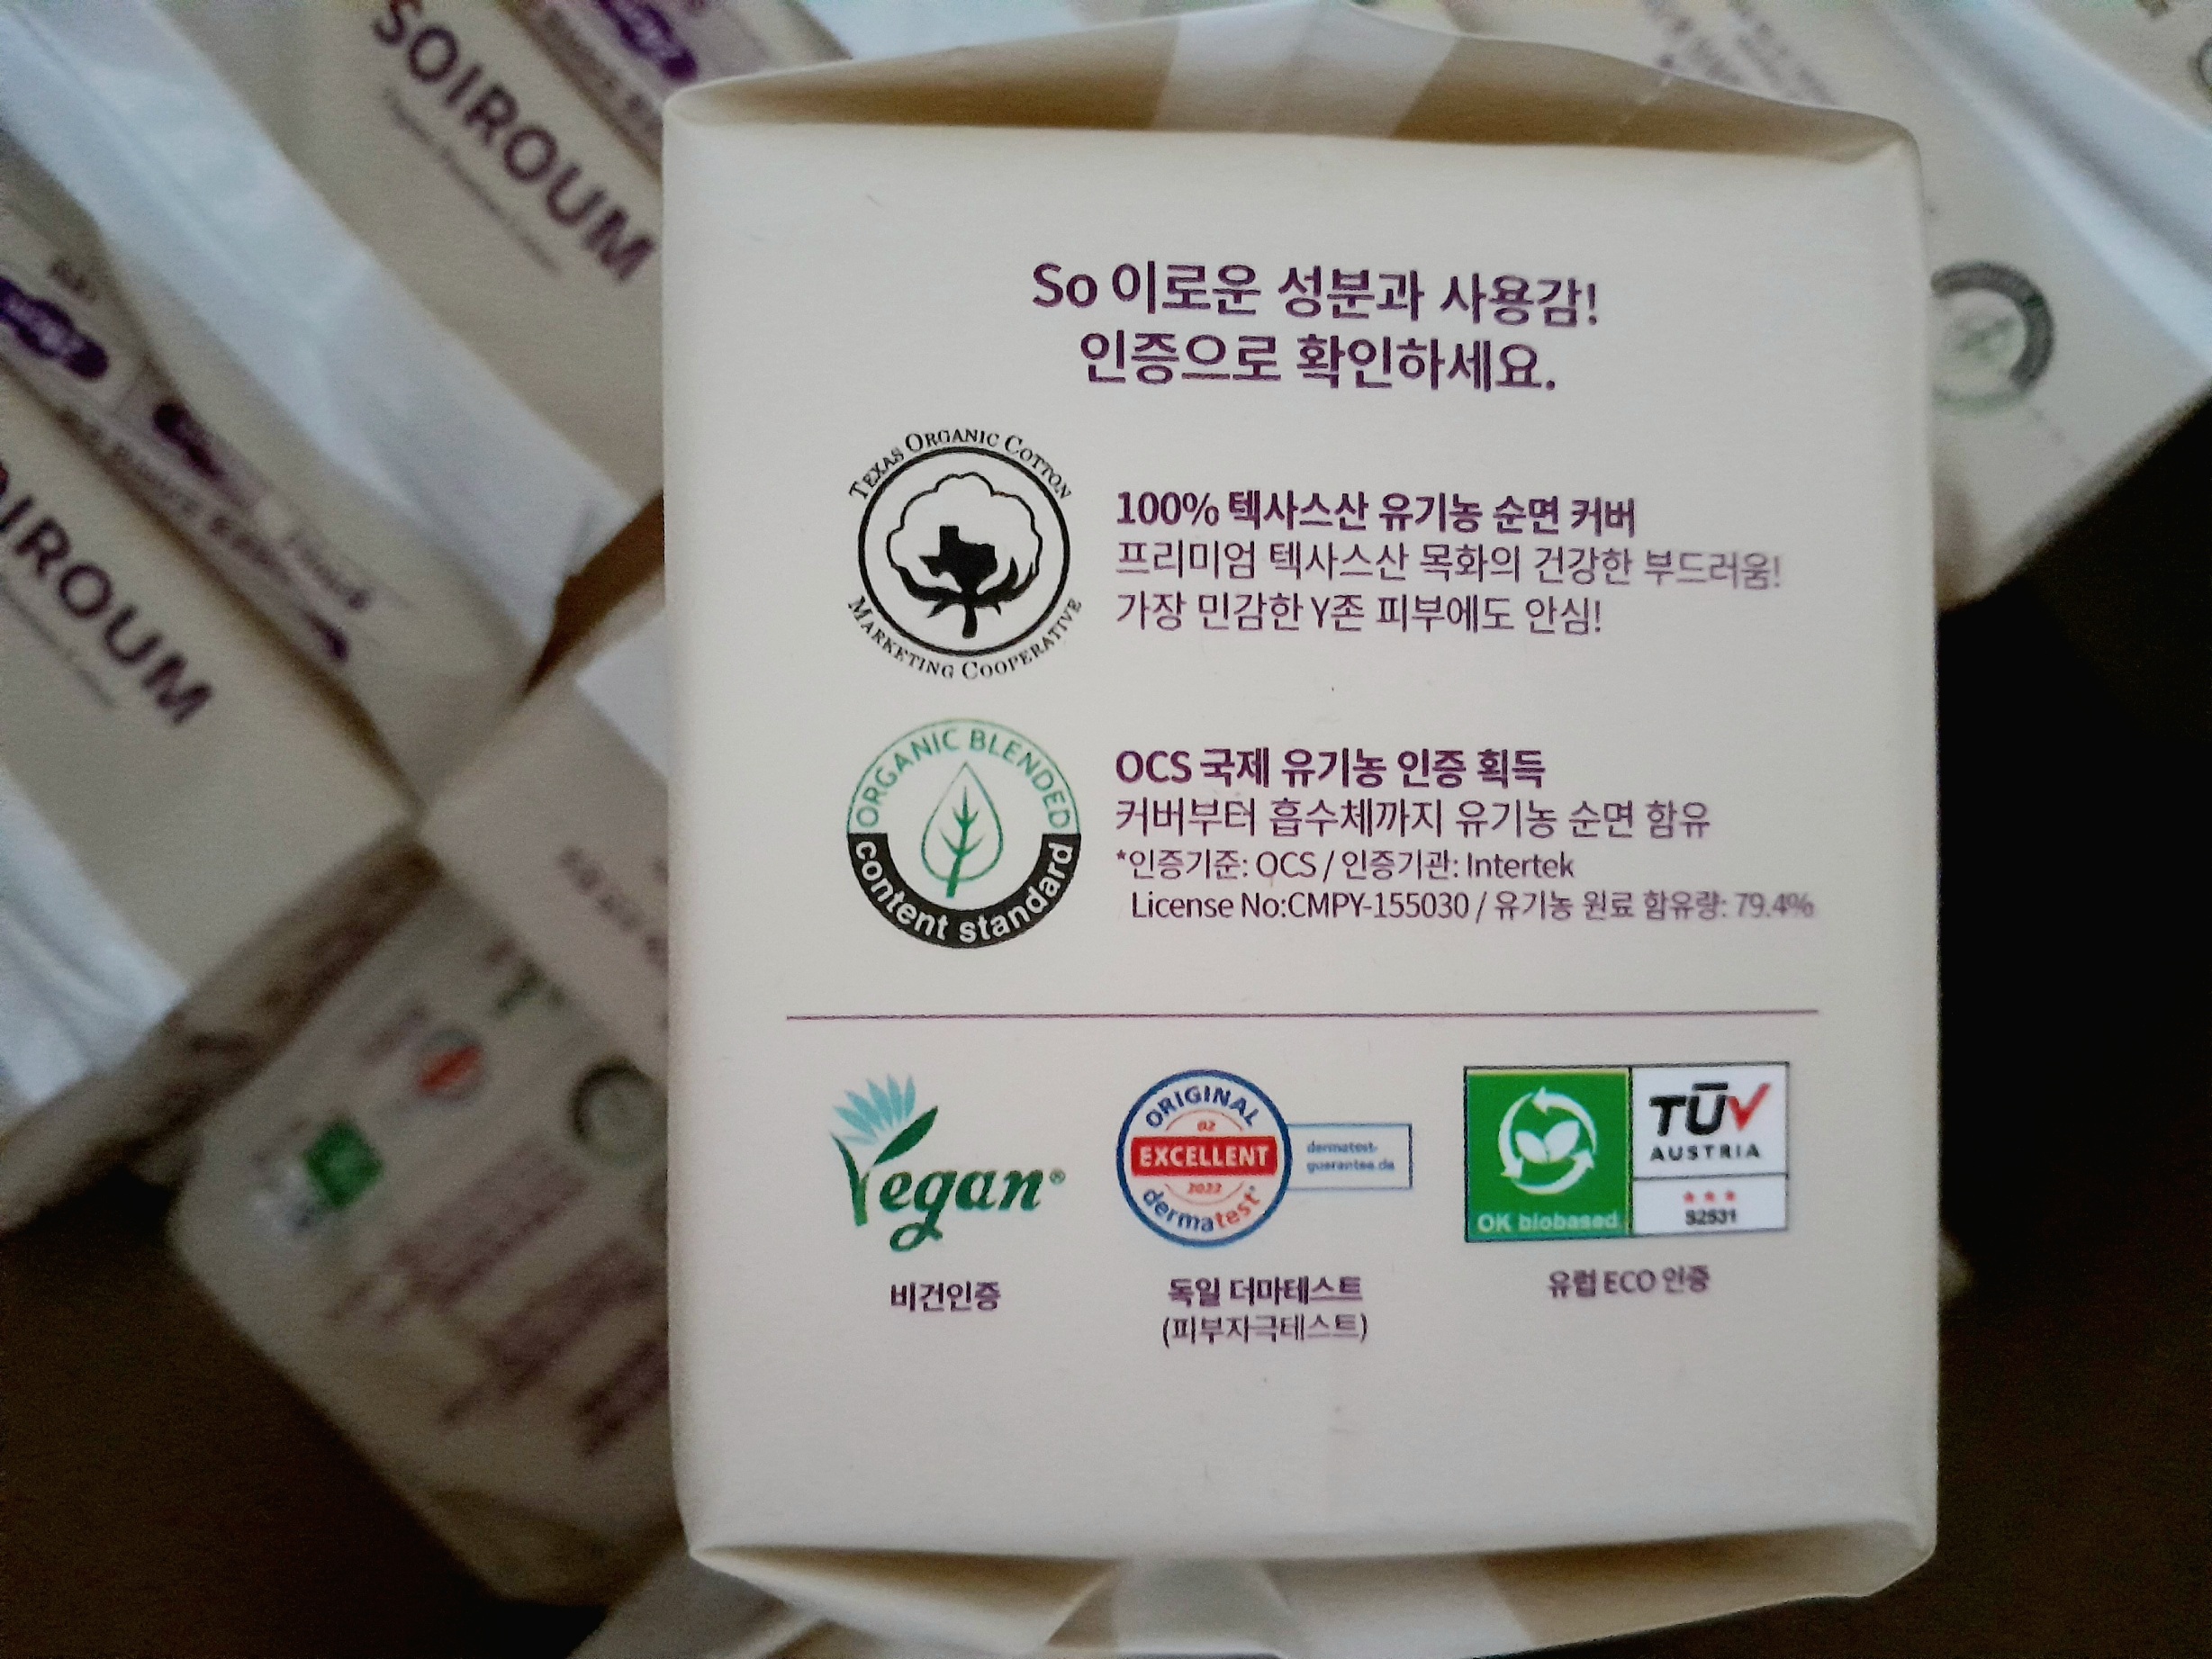 SOIROUM
So 이로운 성분과 사용감!
인증으로 확인하세요.
TEXAS ORGANIC COTTON
MARKETING COOPERATIVE
100% 텍사스산 유기농 순면 커버
프리미엄 텍사스산 목화의 건강한 부드러움!
가장 민감한 Y존 피부에도 안심!
ORGANIC BLENDED
content standard
OCS 국제 유기농 인증 획득
커버부터 흡수체까지 유기농 순면 함유
*인증기준: OCS / 인증기관: Intertek
License No:CMPY-155030 / 유기농 원료 함유량: 79.4%
Vegan®
비건인증
ORIGINAL
EXCELLENT
2022
dermatest®
dermatest-
guarantee.de
독일 더마테스트
(피부자극테스트)
OK biobased
TÜV
AUSTRIA
S2531
유럽 ECO 인증
IROUM